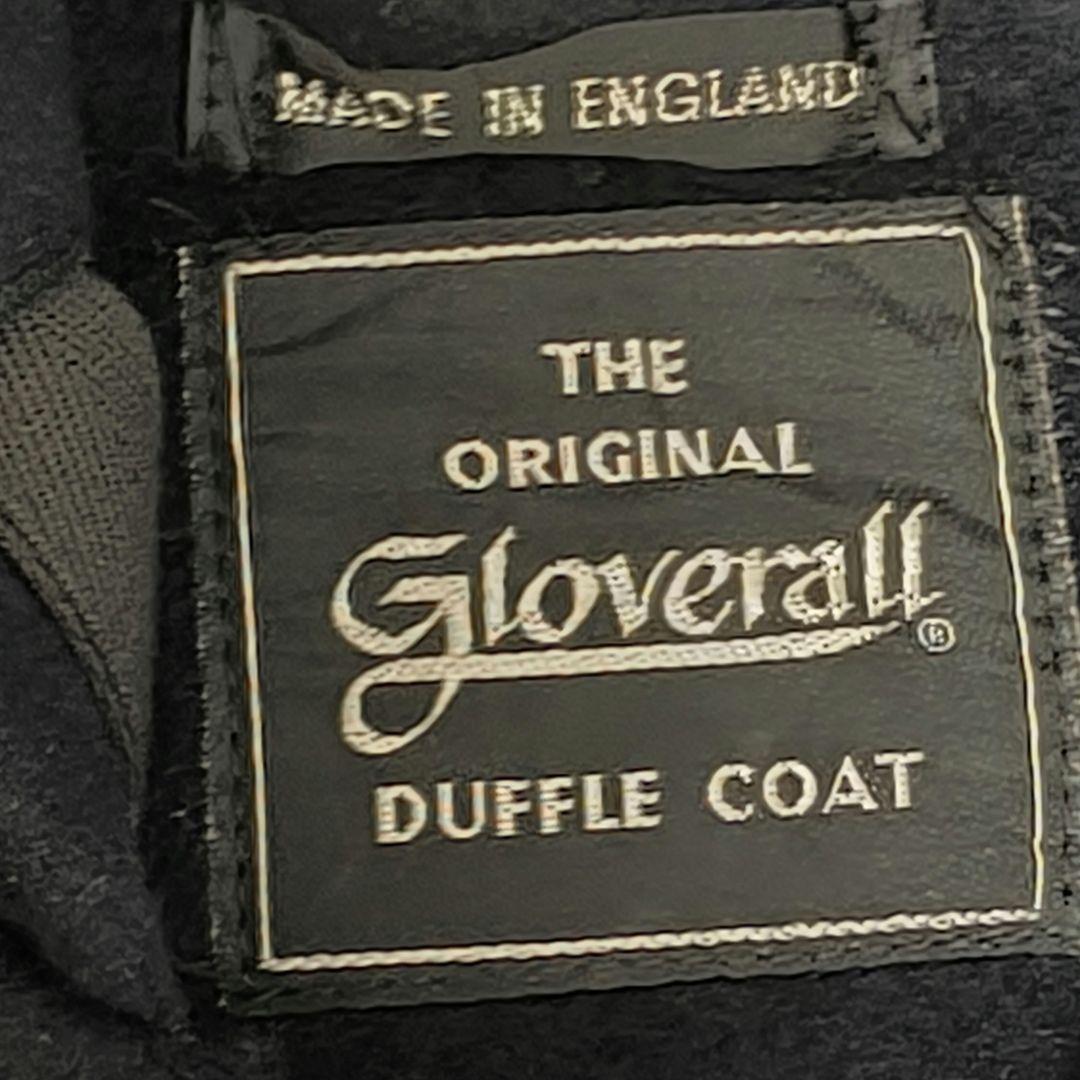 MADE IN ENGLAND
THE
ORIGINAL
Gloverall®
DUFFLE COAT